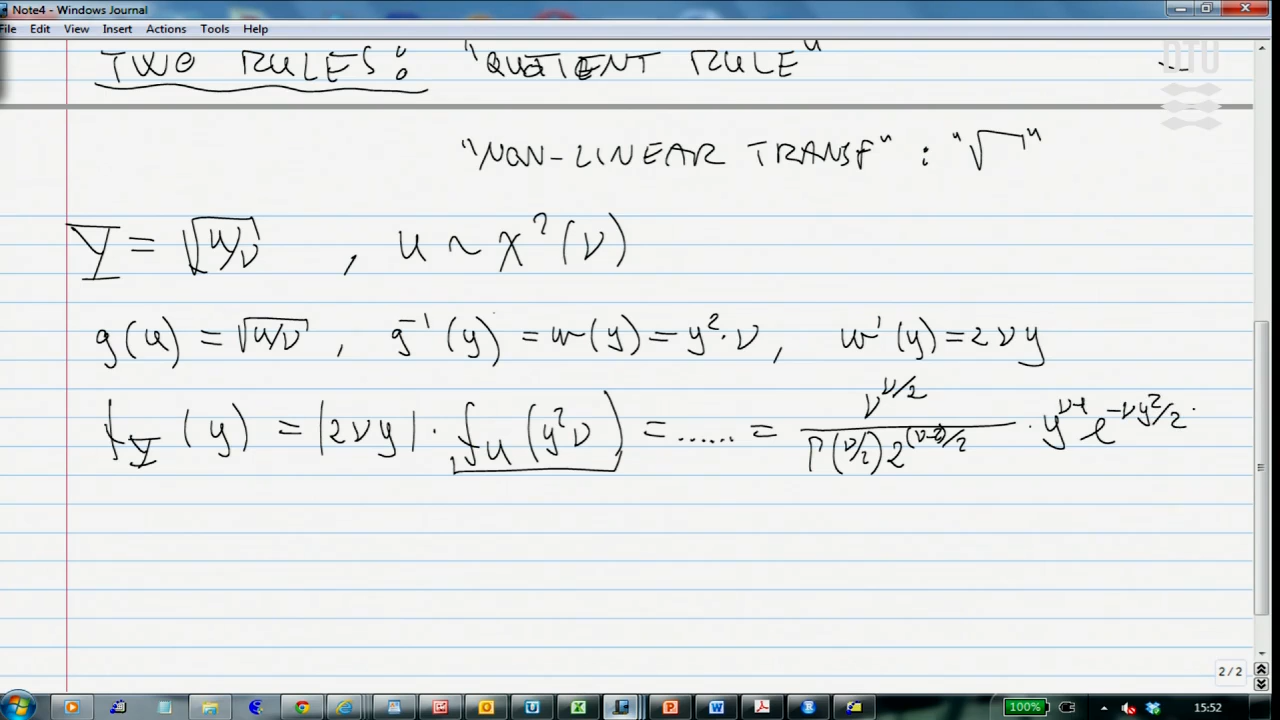 Note4 - Windows Journal
File Edit View Insert Actions Tools Help
DTU
TWO RULES: "QUOTIENT RULE" ...
"NON-LINEAR TRANSF" : "√"
Y = √(u/ν) , u ~ χ²(ν)
g(u) = √(u/ν) , g⁻¹(y) = w(y) = y²·ν , w'(y) = 2νy
f_Y(y) = |2νy| · f_u(y²ν) = ...... = ν^(ν/2) / (Γ(ν/2) 2^((ν-2)/2)) · y^(ν-1) e^(-νy²/2)
2/2
100% 15:52